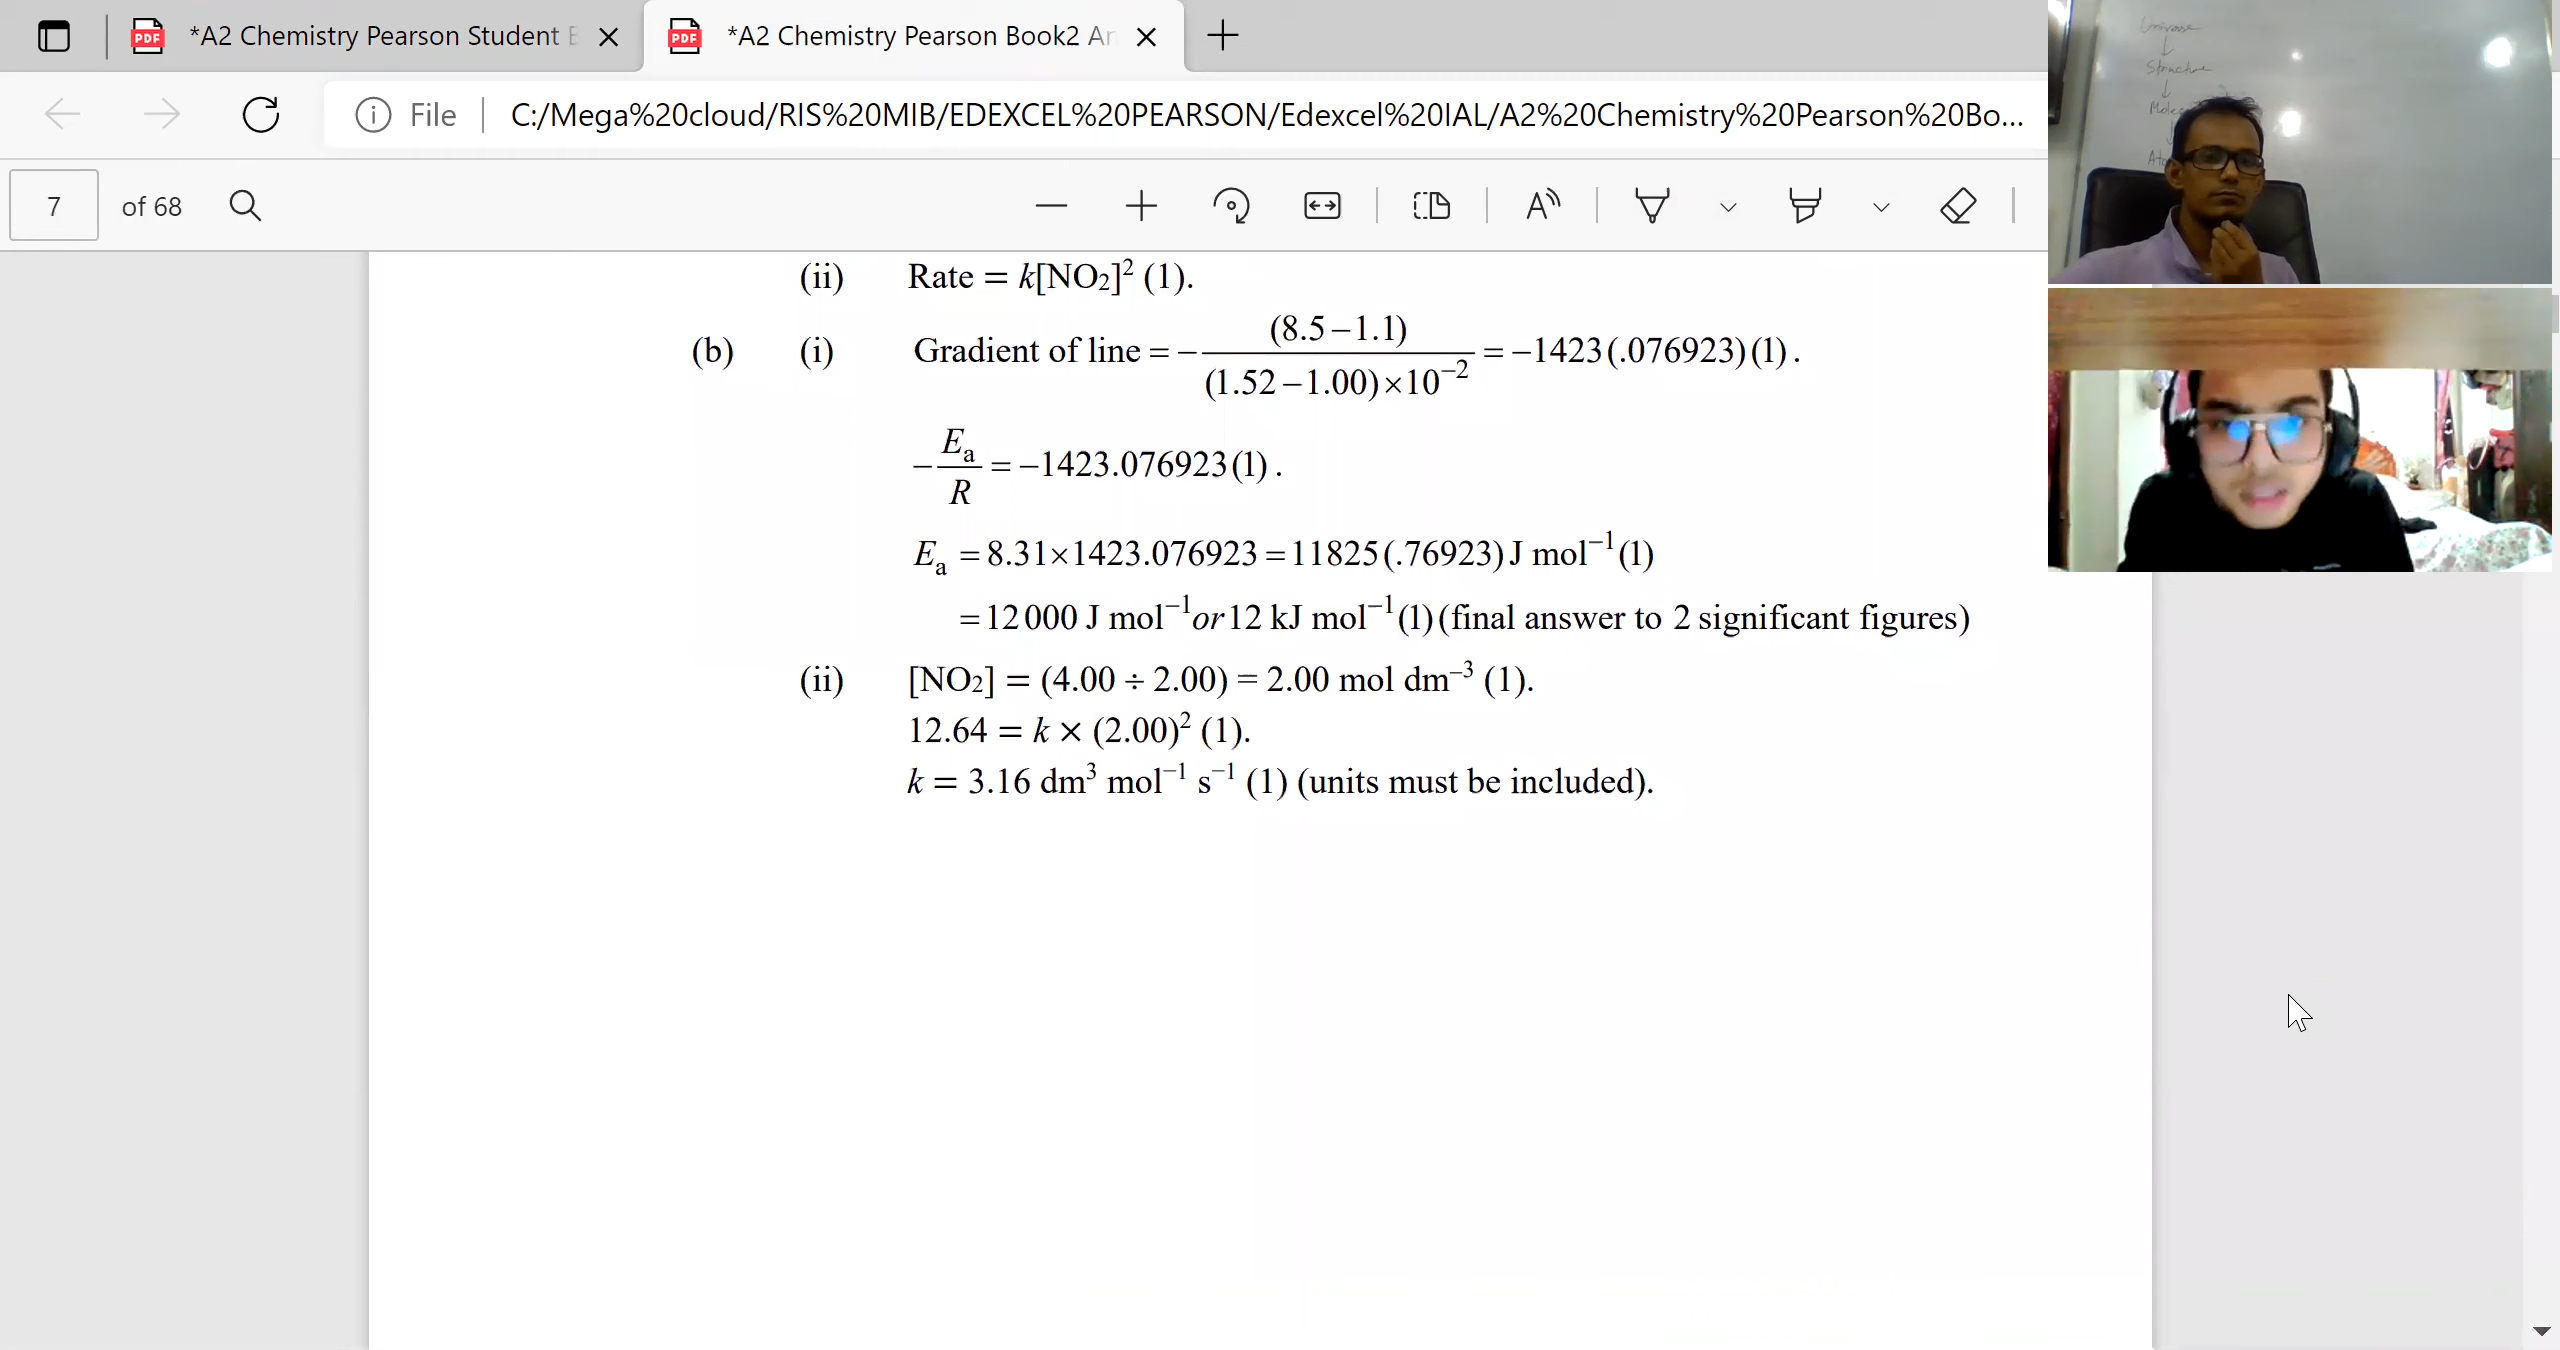 *A2 Chemistry Pearson Student
*A2 Chemistry Pearson Book2
File C:/Mega%20cloud/RIS%20MIB/EDEXCEL%20PEARSON/Edexcel%20IAL/A2%20Chemistry%20Pearson%20Bo...
7 of 68
(ii) Rate = k[NO₂]² (1).
(b) (i) Gradient of line = −(8.5−1.1)/((1.52−1.00)×10⁻²) = −1423(.076923)(1).
−Eₐ/R = −1423.076923(1).
Eₐ = 8.31×1423.076923 = 11825(.76923) J mol⁻¹(1)
= 12 000 J mol⁻¹ or 12 kJ mol⁻¹(1)(final answer to 2 significant figures)
(ii) [NO₂] = (4.00 ÷ 2.00) = 2.00 mol dm⁻³ (1).
12.64 = k × (2.00)² (1).
k = 3.16 dm³ mol⁻¹ s⁻¹ (1) (units must be included).
Universe
Structure